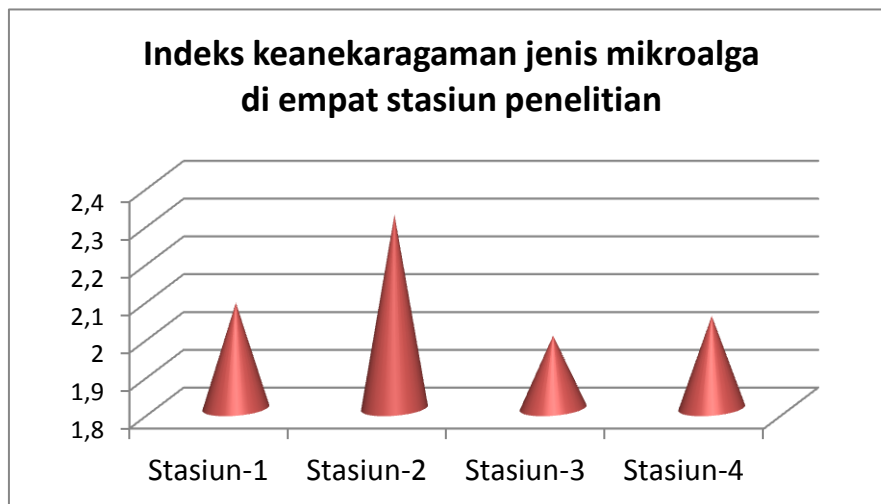 Indeks keanekaragaman jenis mikroalga
di empat stasiun penelitian
2,4
2,3
2,2
2,1
2
1,9
1,8
Stasiun-1 Stasiun-2 Stasiun-3 Stasiun-4